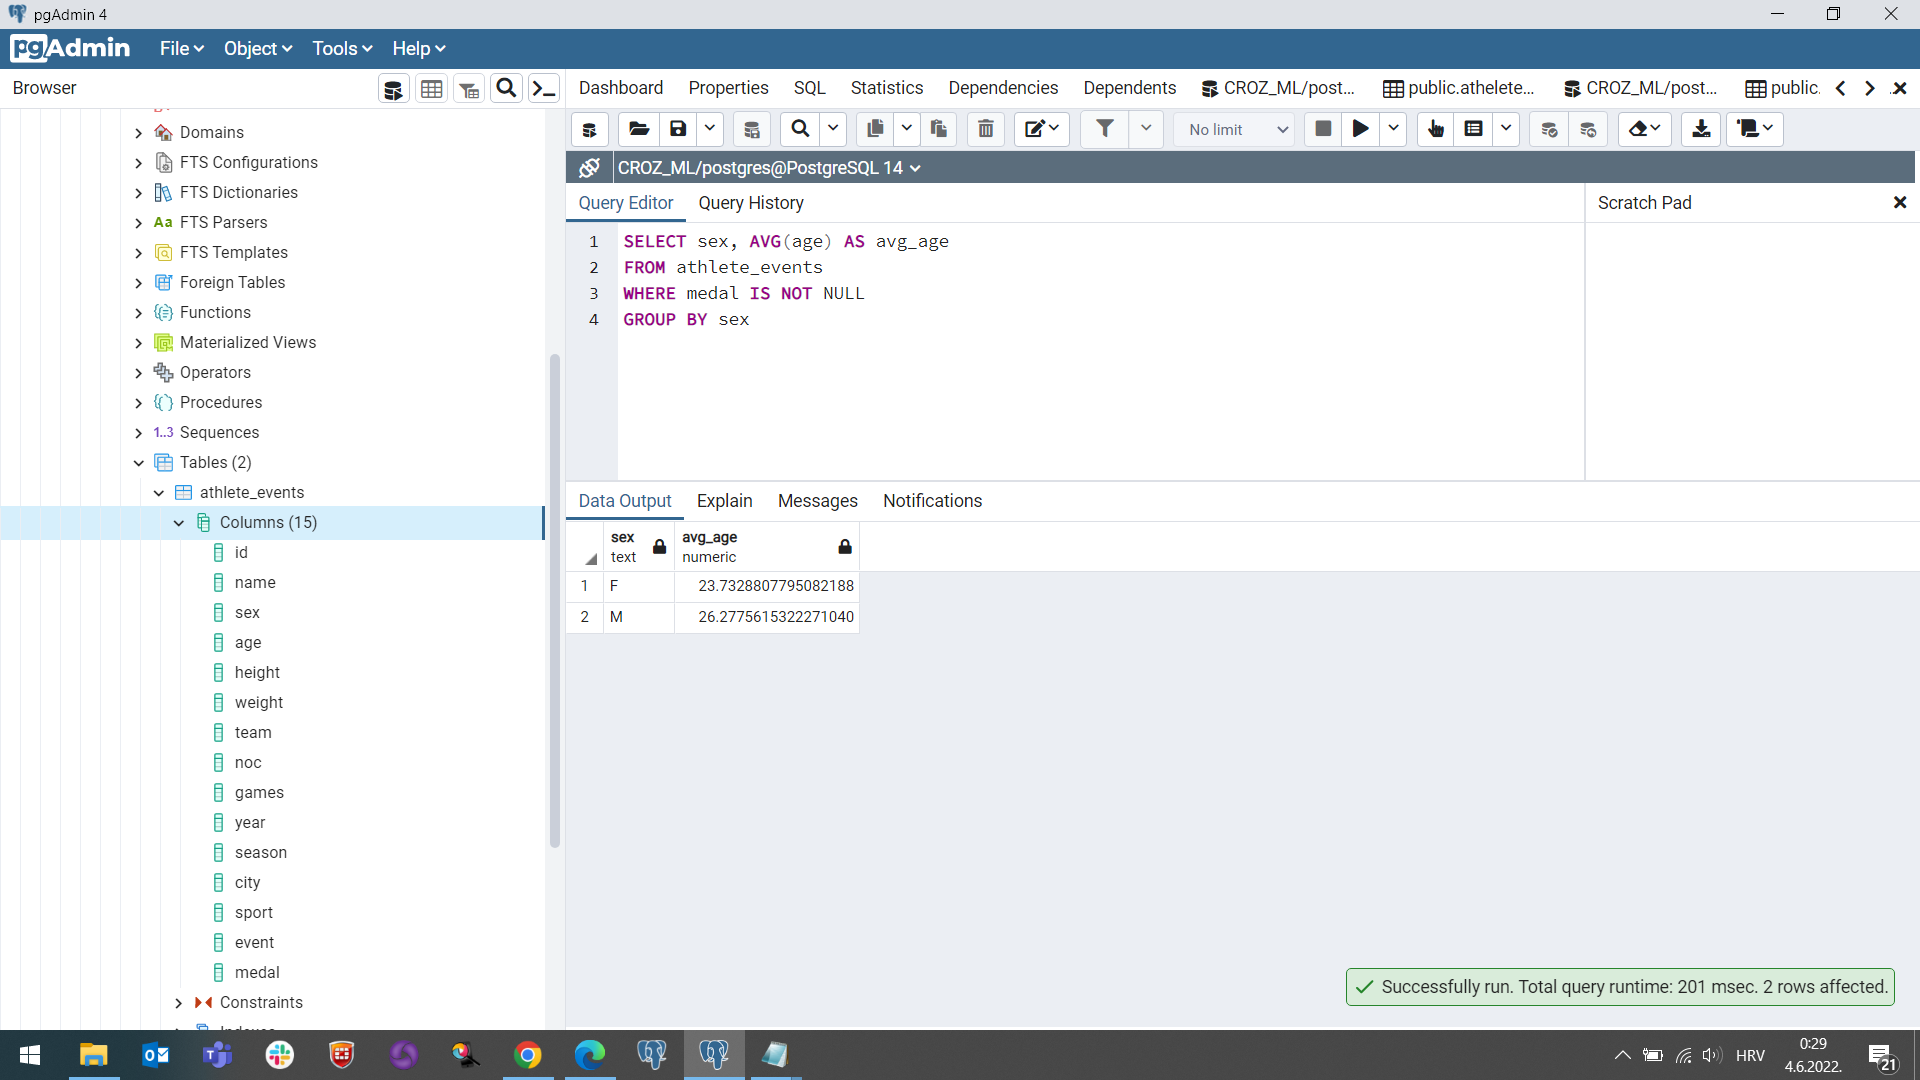 pgAdmin 4
pgAdmin File Object Tools Help
Browser
Dashboard Properties SQL Statistics Dependencies Dependents CROZ_ML/post... public.athelete... CROZ_ML/post... public.
No limit
CROZ_ML/postgres@PostgreSQL 14
Query Editor Query History
Scratch Pad
1 SELECT sex, AVG(age) AS avg_age
2 FROM athlete_events
3 WHERE medal IS NOT NULL
4 GROUP BY sex
Domains
FTS Configurations
FTS Dictionaries
Aa FTS Parsers
FTS Templates
Foreign Tables
Functions
Materialized Views
Operators
Procedures
1..3 Sequences
Tables (2)
athlete_events
Columns (15)
id
name
sex
age
height
weight
team
noc
games
year
season
city
sport
event
medal
Constraints
Indexes
Data Output Explain Messages Notifications
sex avg_age
text numeric
1 F 23.7328807795082188
2 M 26.2775615322271040
Successfully run. Total query runtime: 201 msec. 2 rows affected.
HRV
0:29
4.6.2022.
21